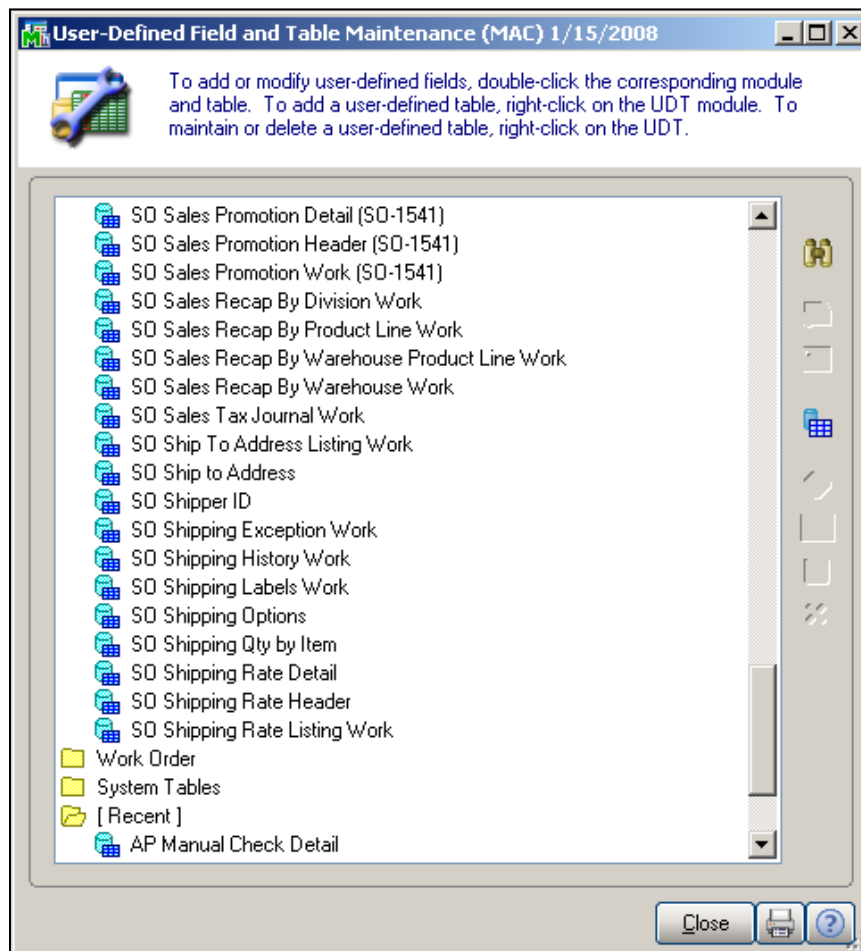 User-Defined Field and Table Maintenance (MAC) 1/15/2008
To add or modify user-defined fields, double-click the corresponding module
and table. To add a user-defined table, right-click on the UDT module. To
maintain or delete a user-defined table, right-click on the UDT.
SO Sales Promotion Detail (SO-1541)
SO Sales Promotion Header (SO-1541)
SO Sales Promotion Work (SO-1541)
SO Sales Recap By Division Work
SO Sales Recap By Product Line Work
SO Sales Recap By Warehouse Product Line Work
SO Sales Recap By Warehouse Work
SO Sales Tax Journal Work
SO Ship To Address Listing Work
SO Ship to Address
SO Shipper ID
SO Shipping Exception Work
SO Shipping History Work
SO Shipping Labels Work
SO Shipping Options
SO Shipping Qty by Item
SO Shipping Rate Detail
SO Shipping Rate Header
SO Shipping Rate Listing Work
Work Order
System Tables
[ Recent ]
AP Manual Check Detail
Close